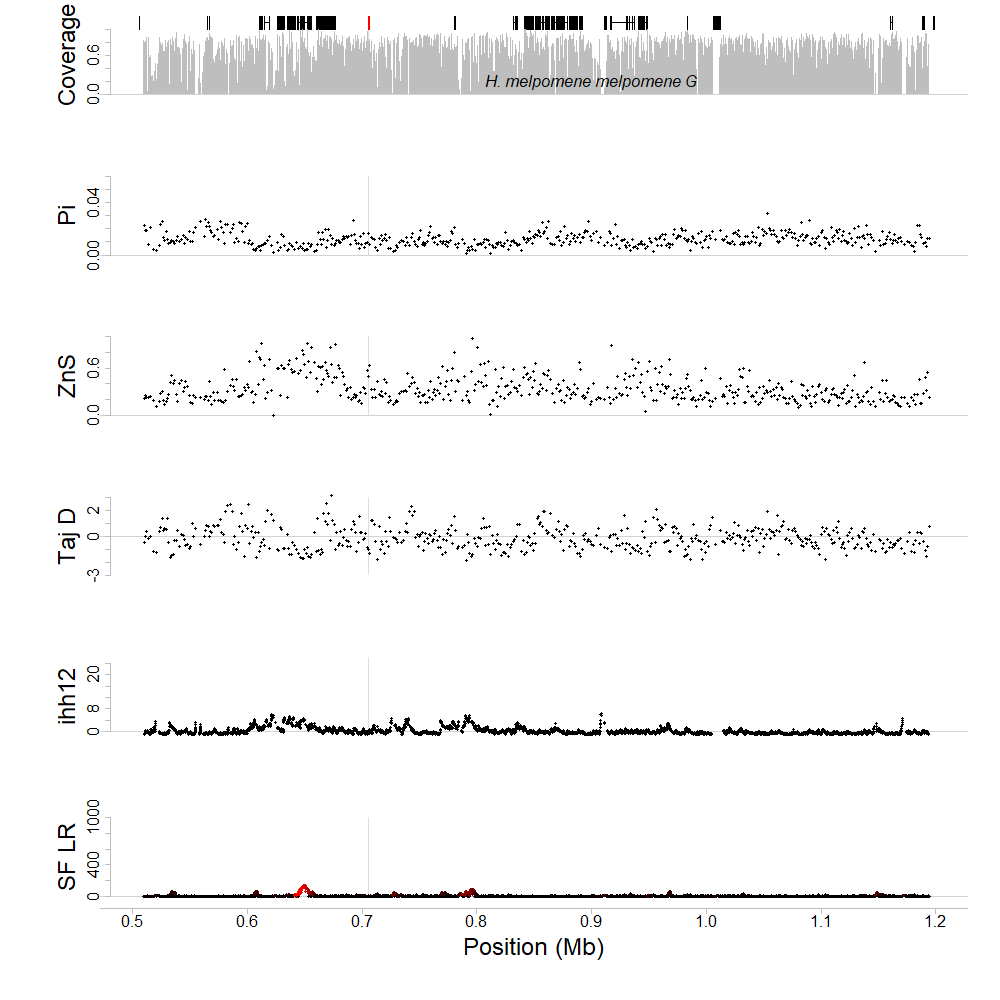 Coverage
0.6
0.0
H. melpomene melpomene G
Pi
0.04
0.00
ZnS
0.6
0.0
Taj D
2
0
-3
ihh12
20
8
0
SF LR
1000
400
0
0.5 0.6 0.7 0.8 0.9 1.0 1.1 1.2
Position (Mb)